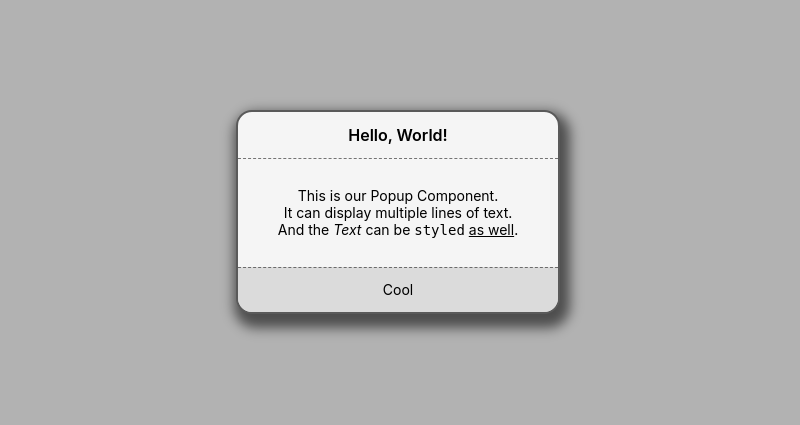 Hello, World!
This is our Popup Component.
It can display multiple lines of text.
And the Text can be styled as well.
Cool